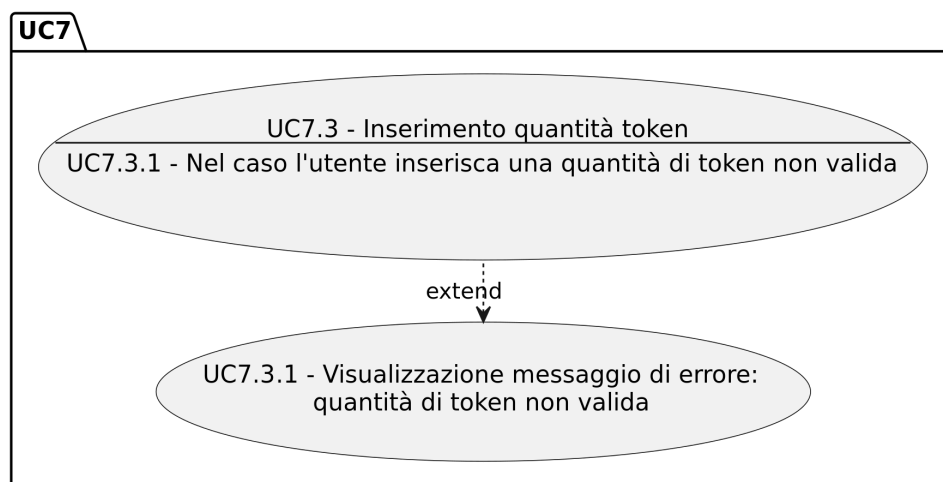 UC7
UC7.3 - Inserimento quantità token
UC7.3.1 - Nel caso l'utente inserisca una quantità di token non valida
extend
UC7.3.1 - Visualizzazione messaggio di errore:
quantità di token non valida